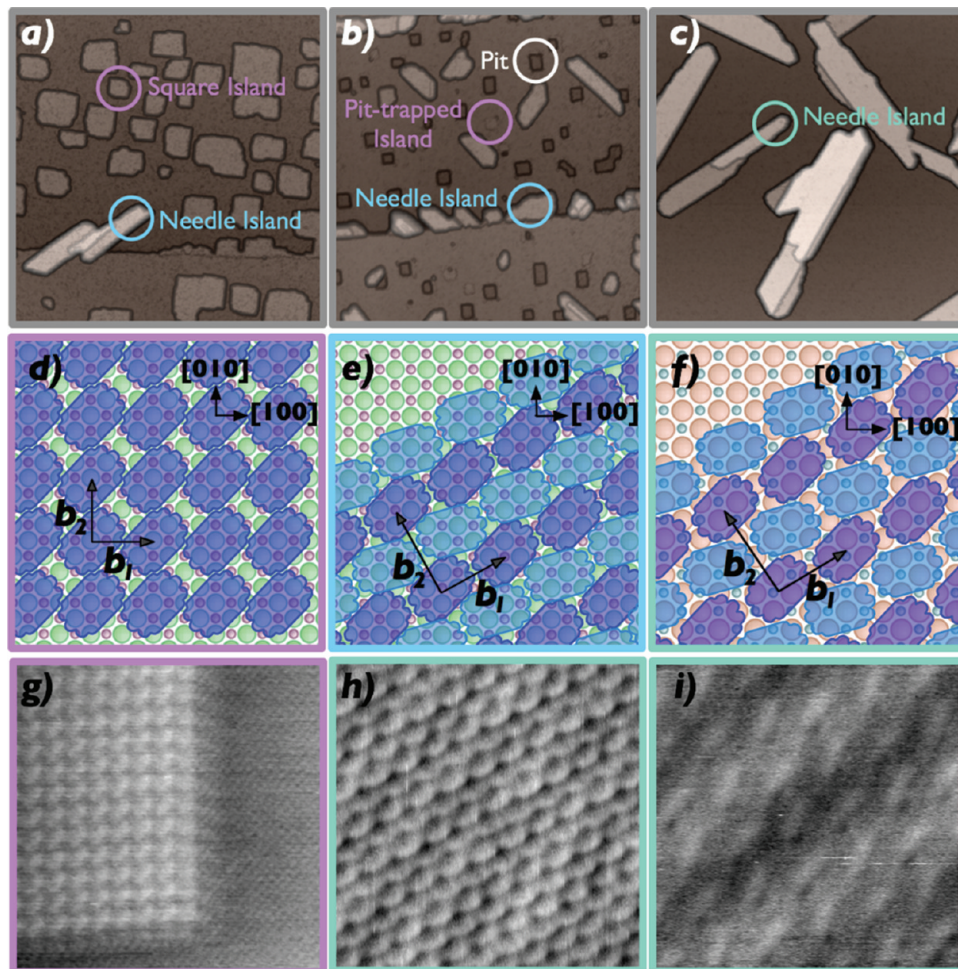 a)
Square Island
Needle Island
b)
Pit
Pit-trapped
Island
Needle Island
c)
Needle Island
d)
[010]
[100]
b2
b1
e)
[010]
[100]
b2
b1
f)
[010]
[100]
b2
b1
g)
h)
i)